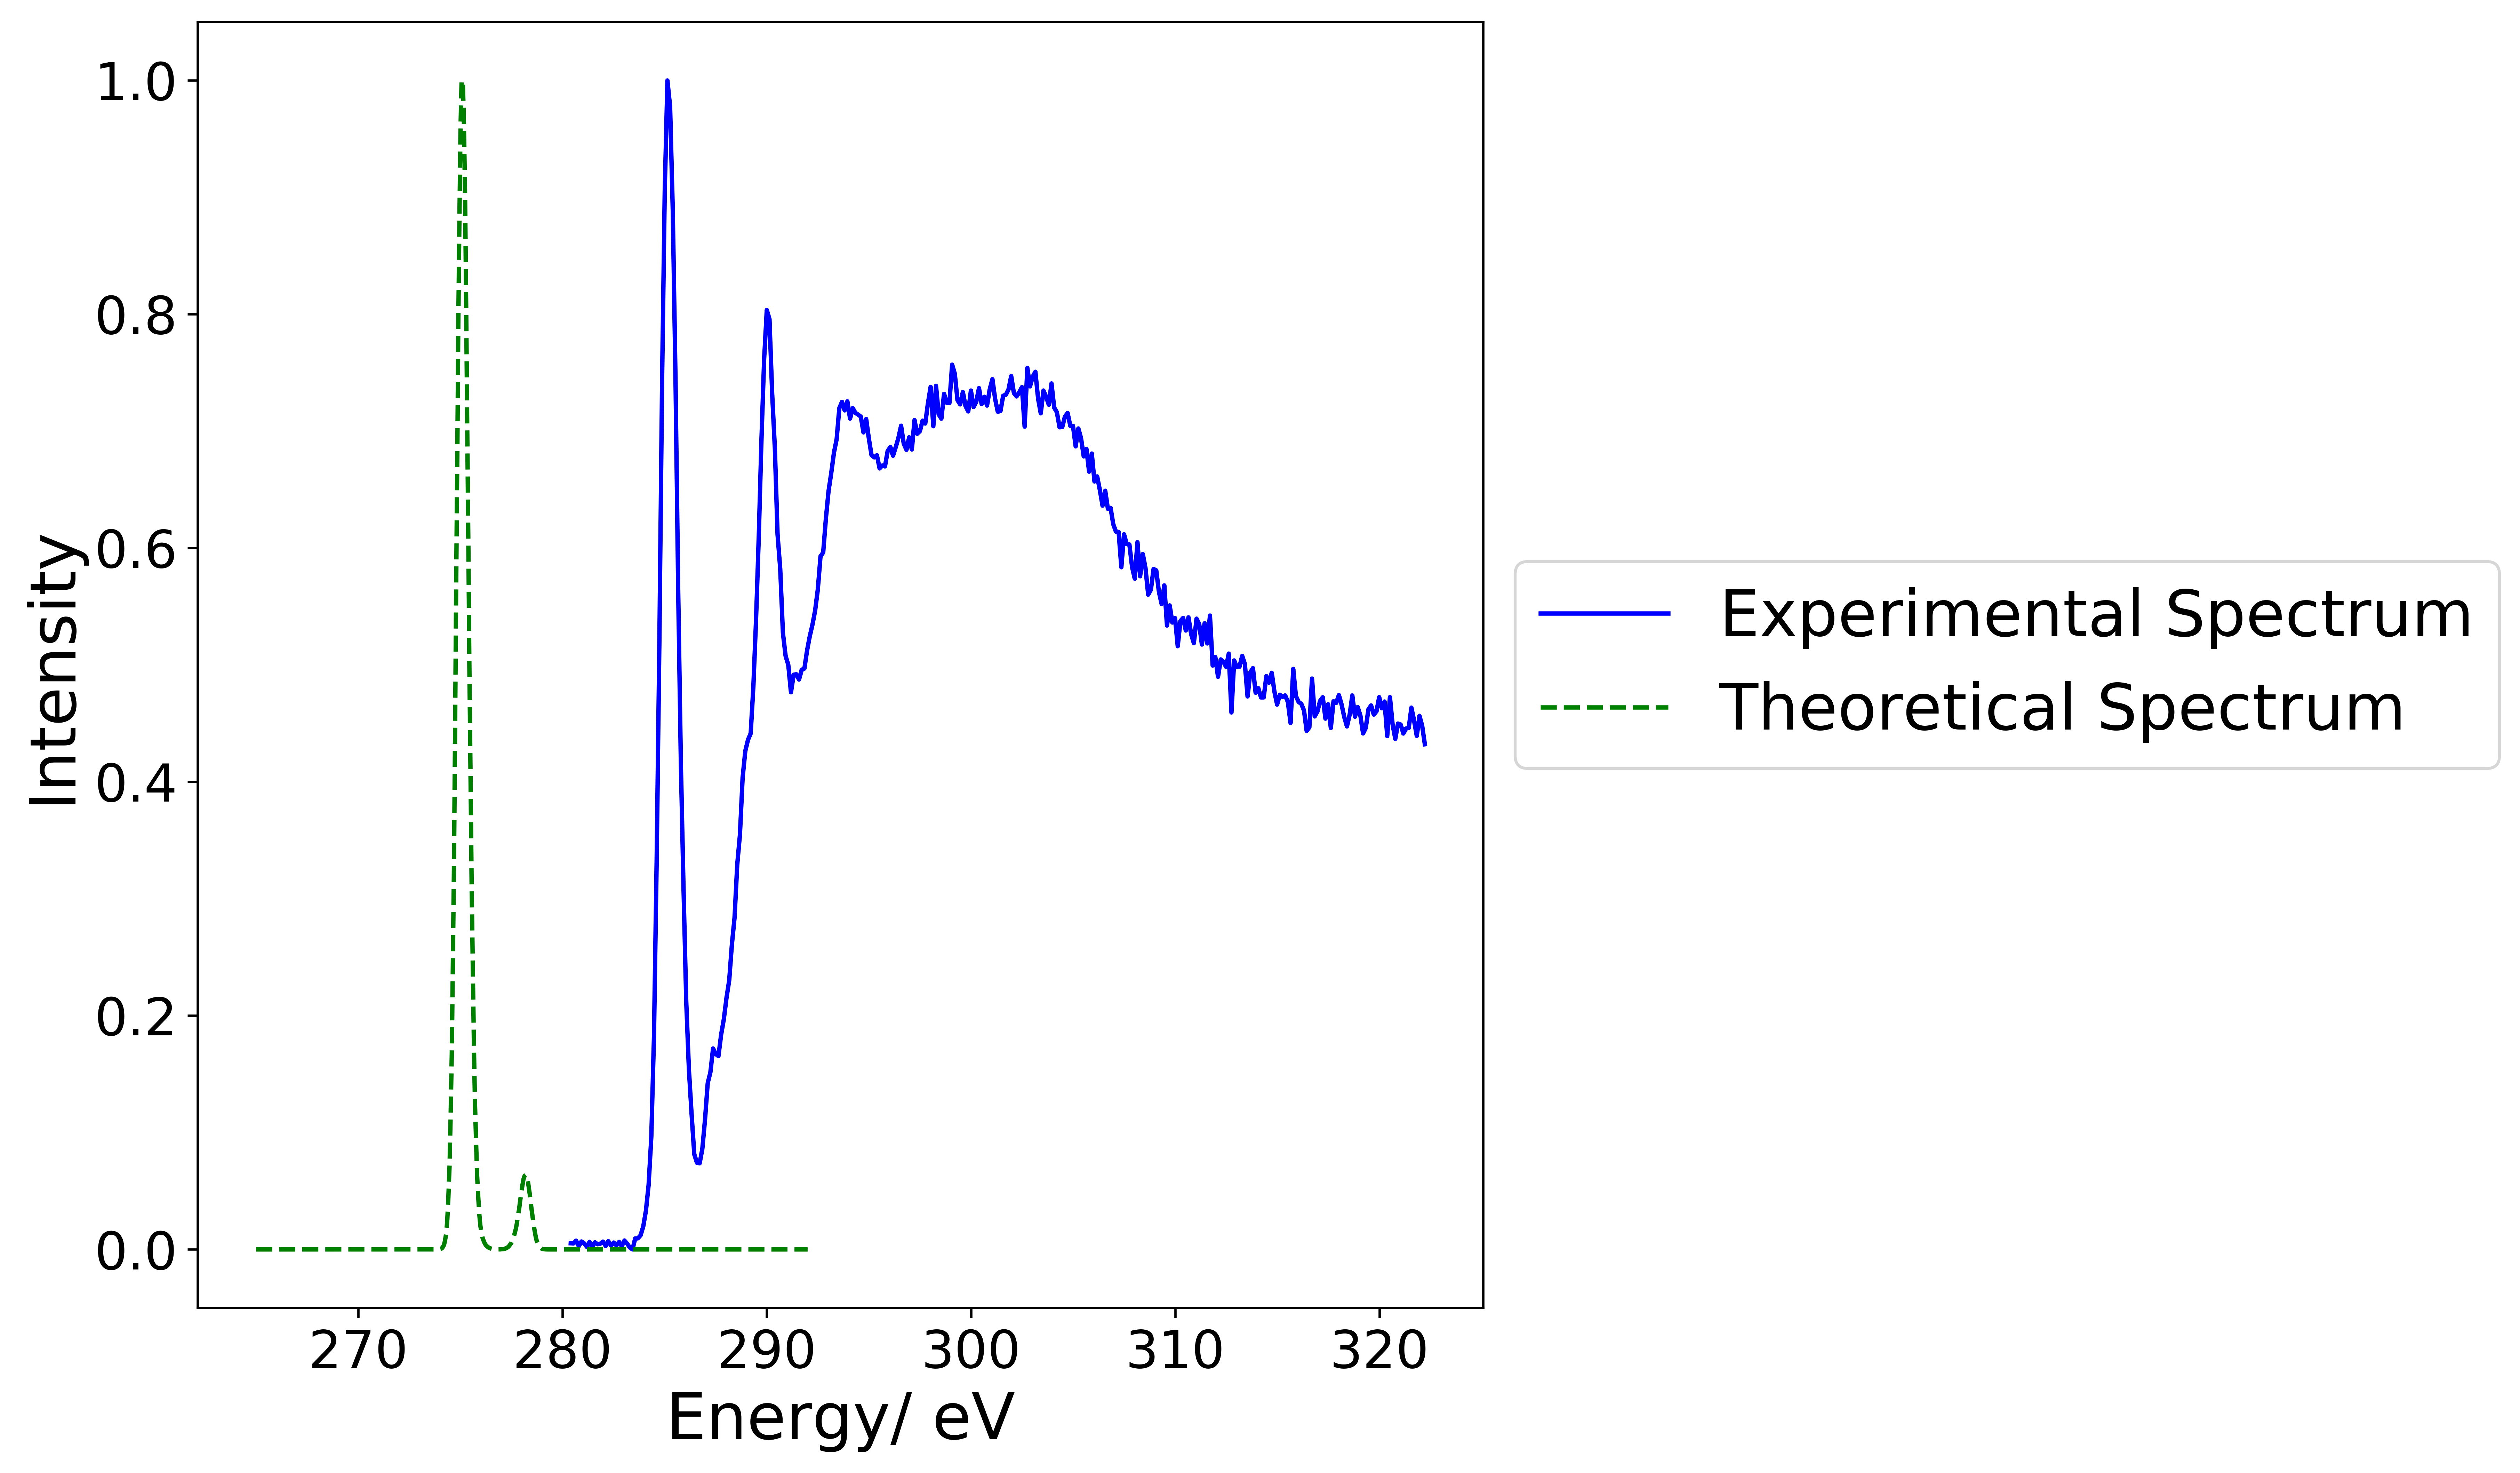 1.0
0.8
0.6
0.4
0.2
0.0
Intensity
270 280 290 300 310 320
Energy/ eV
Experimental Spectrum
Theoretical Spectrum